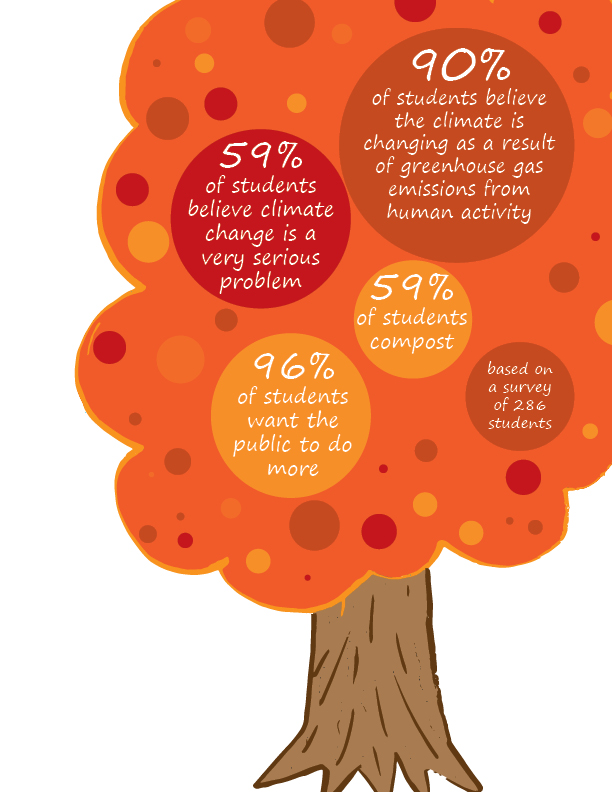 90%
of students believe
the climate is
changing as a result
of greenhouse gas
emissions from
human activity
59%
of students
believe climate
change is a
very serious
problem
59%
of students
compost
96%
of students
want the
public to do
more
based on
a survey
of 286
students